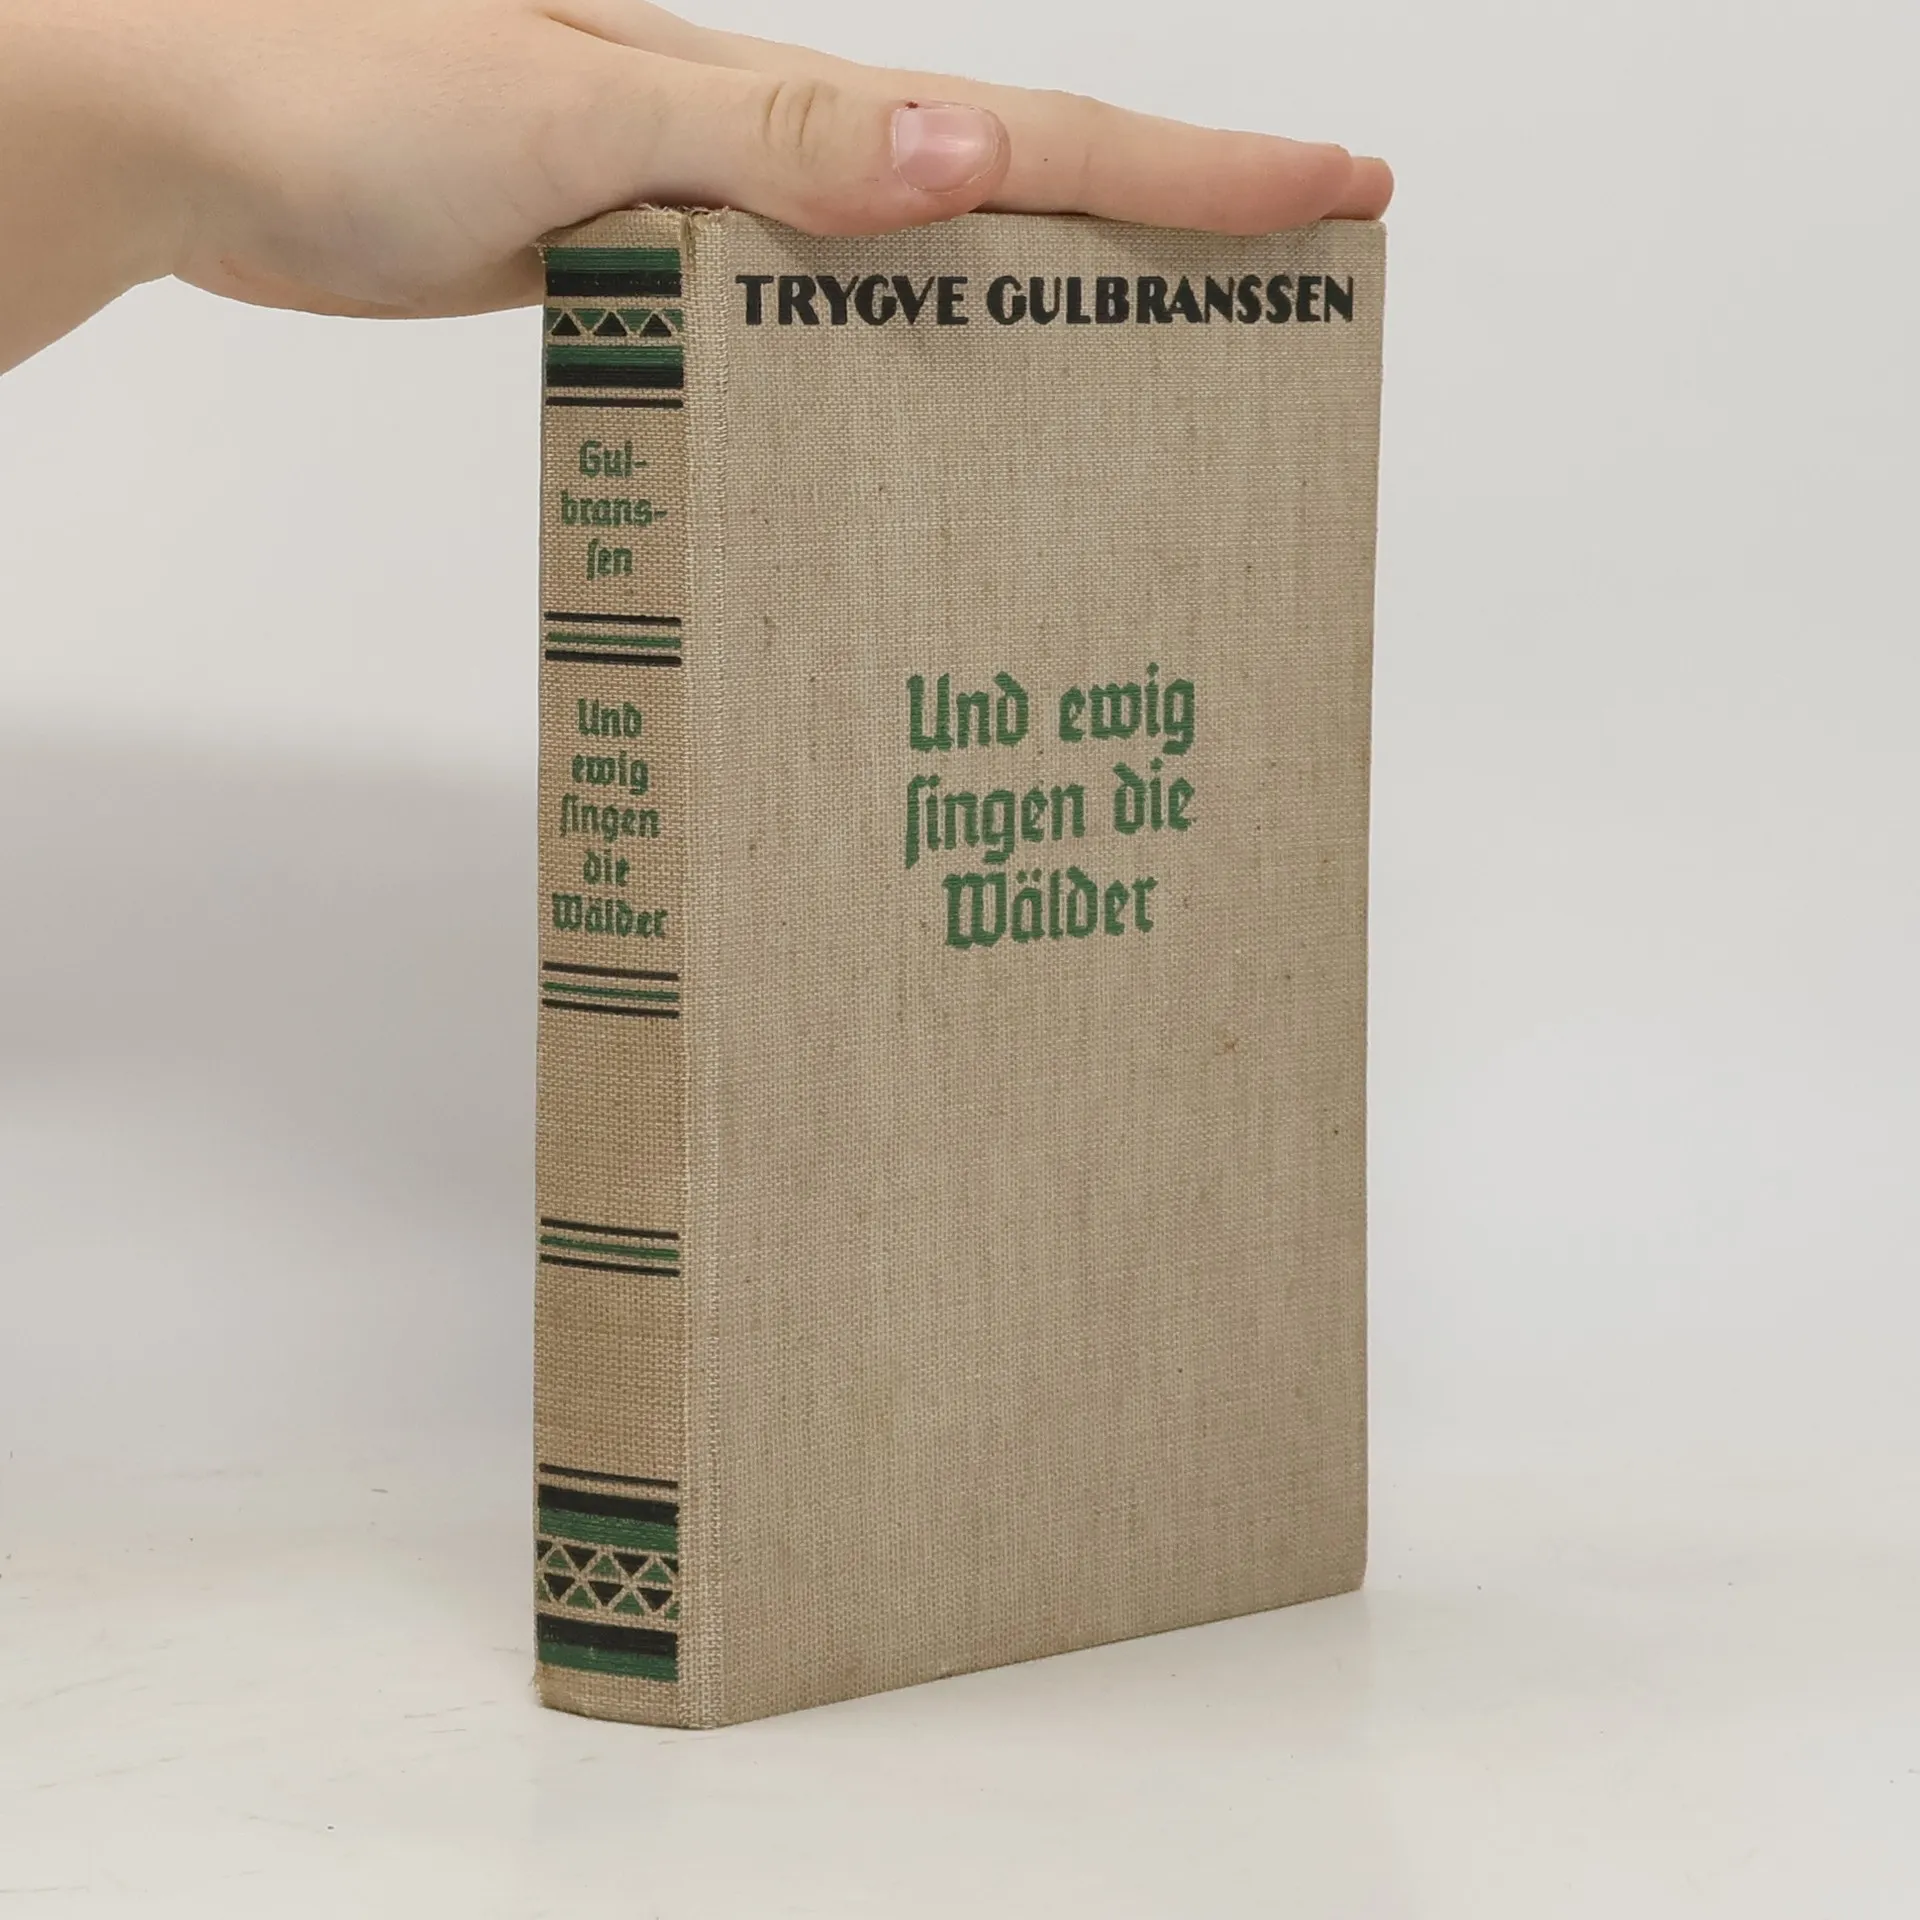 TRYGVE GULBRANSSEN
Und ewig
ſingen die
Wälder
Gul-
brans-
ſen
Und
ewig
ſingen
die
Wälder